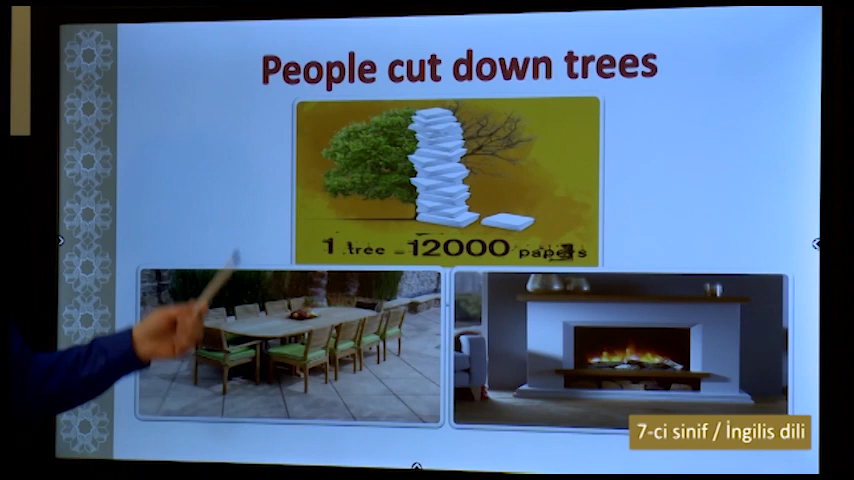 People cut down trees
1 tree = 12000 papers
7-ci sinif / İngilis dili